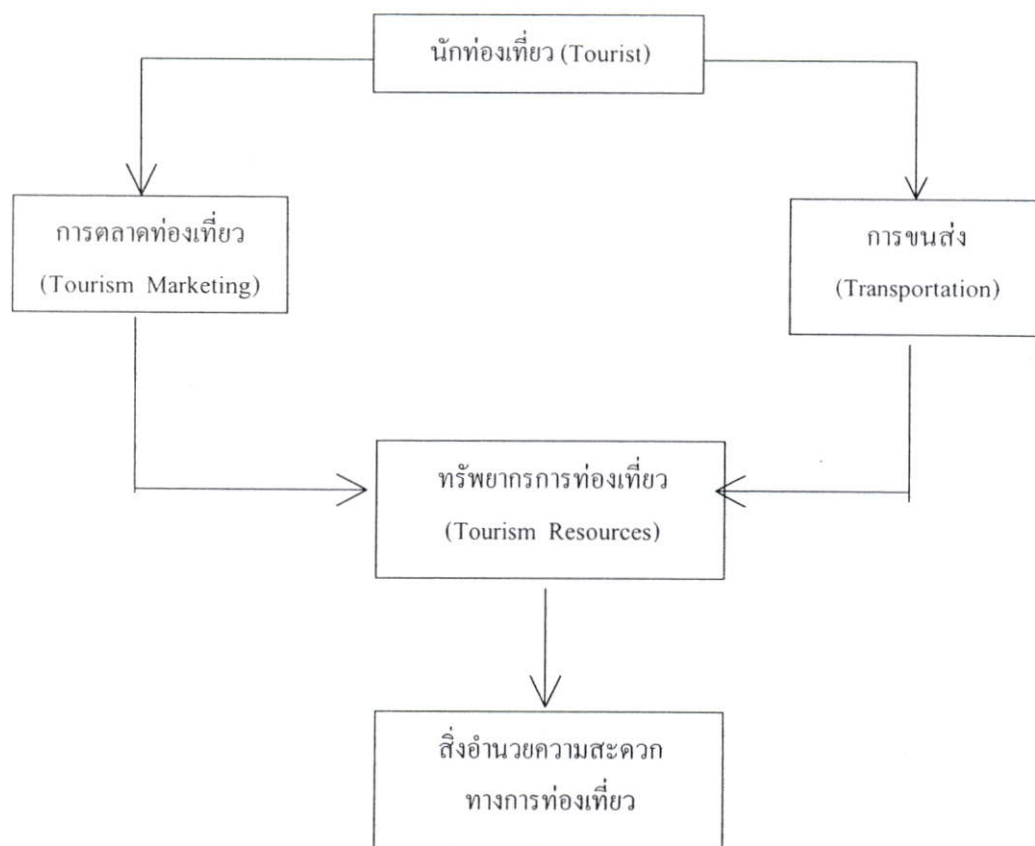 นักท่องเที่ยว (Tourist)
การตลาดท่องเที่ยว
(Tourism Marketing)
การขนส่ง
(Transportation)
ทรัพยากรการท่องเที่ยว
(Tourism Resources)
สิ่งอำนวยความสะดวก
ทางการท่องเที่ยว